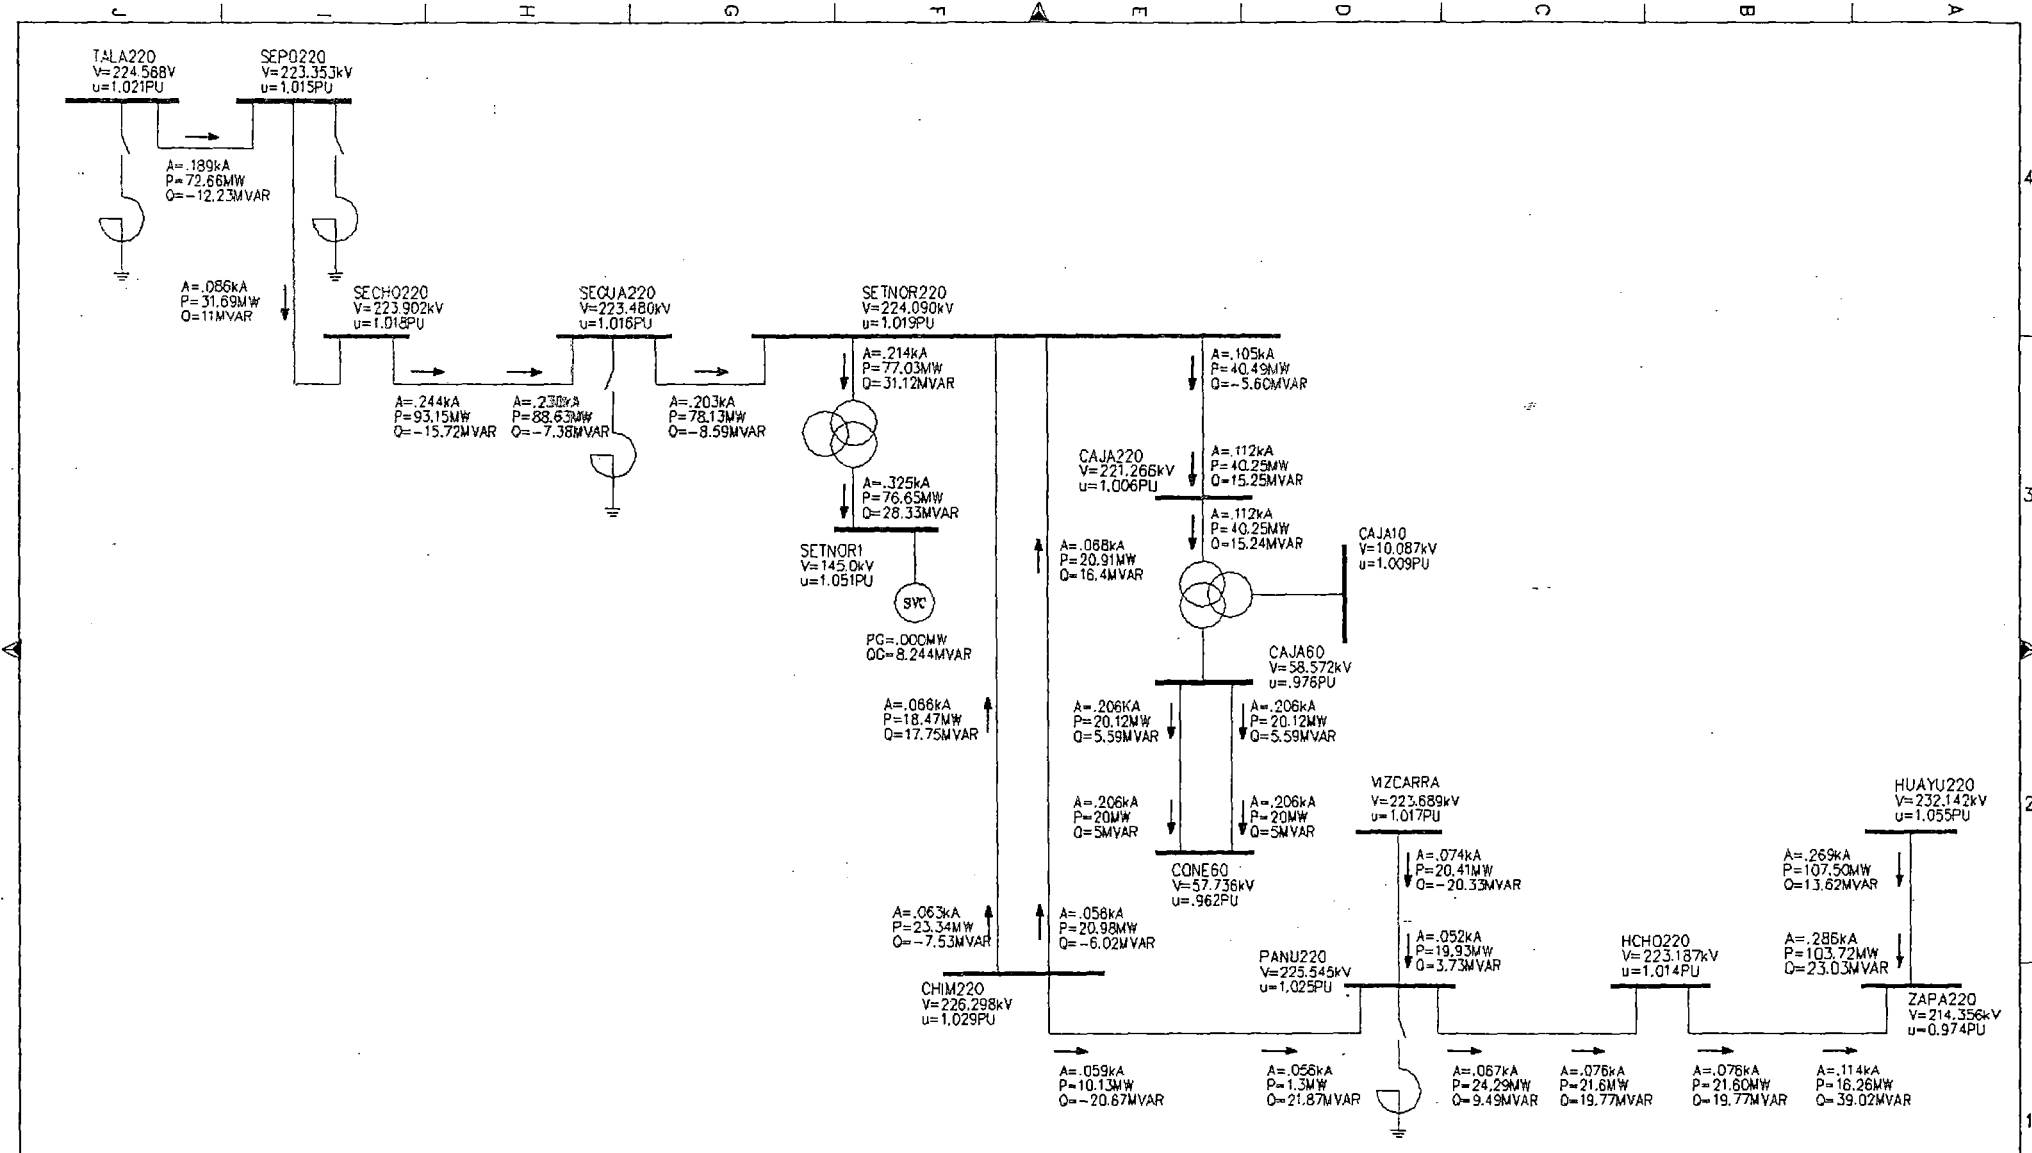 J I H G F E D C B A
TALA220
V=224.568V
u=1.021PU
SEPO220
V=223.353kV
u=1.015PU
A=.189kA
P=72.66MW
Q=-12.23MVAR
4
A=.086kA
P=31.69MW
Q=11MVAR
SECHO220
V=223.902kV
u=1.018PU
SEGUA220
V=223.480kV
u=1.016PU
SETNOR220
V=224.090kV
u=1.019PU
A=.244kA
P=93.15MW
Q=-15.72MVAR
A=.230kA
P=88.63MW
Q=-7.38MVAR
A=.203kA
P=78.13MW
Q=-8.59MVAR
A=.214kA
P=77.03MW
Q=31.12MVAR
A=.105kA
P=40.49MW
Q=-5.60MVAR
A=.325kA
P=76.65MW
Q=28.33MVAR
CAJA220
V=221.266kV
u=1.006PU
A=.112kA
P=40.25MW
Q=15.25MVAR
3
A=.112kA
P=40.25MW
Q=15.24MVAR
SETNOR1
V=145.0kV
u=1.051PU
SVC
PG=.000MW
QG=8.244MVAR
A=.068kA
P=20.91MW
Q=16.4MVAR
CAJA10
V=10.087kV
u=1.009PU
CAJA60
V=58.572kV
u=.976PU
A=.066kA
P=18.47MW
Q=17.75MVAR
A=.206KA
P=20.12MW
Q=5.59MVAR
A=.206kA
P=20.12MW
Q=5.59MVAR
A=.206kA
P=20MW
Q=5MVAR
A=.206kA
P=20MW
Q=5MVAR
CONE60
V=57.736kV
u=.962PU
VIZCARRA
V=223.689kV
u=1.017PU
HUAYU220
V=232.142kV
u=1.055PU
2
A=.074kA
P=20.41MW
Q=-20.33MVAR
A=.269kA
P=107.50MW
Q=13.62MVAR
A=.063kA
P=23.34MW
Q=-7.53MVAR
A=.056kA
P=20.98MW
Q=-6.02MVAR
A=.052kA
P=19.93MW
Q=3.73MVAR
A=.286kA
P=103.72MW
Q=23.03MVAR
CHIM220
V=226.298kV
u=1.029PU
PANU220
V=225.545kV
u=1.025PU
HCHO220
V=223.187kV
u=1.014PU
ZAPA220
V=214.356kV
u=0.974PU
A=.059kA
P=10.13MW
Q=-20.67MVAR
A=.056kA
P=1.3MW
Q=21.87MVAR
A=.067kA
P=24.29MW
Q=9.49MVAR
A=.076kA
P=21.6MW
Q=19.77MVAR
A=.076kA
P=21.60MW
Q=19.77MVAR
A=.114kA
P=16.26MW
Q=39.02MVAR
1